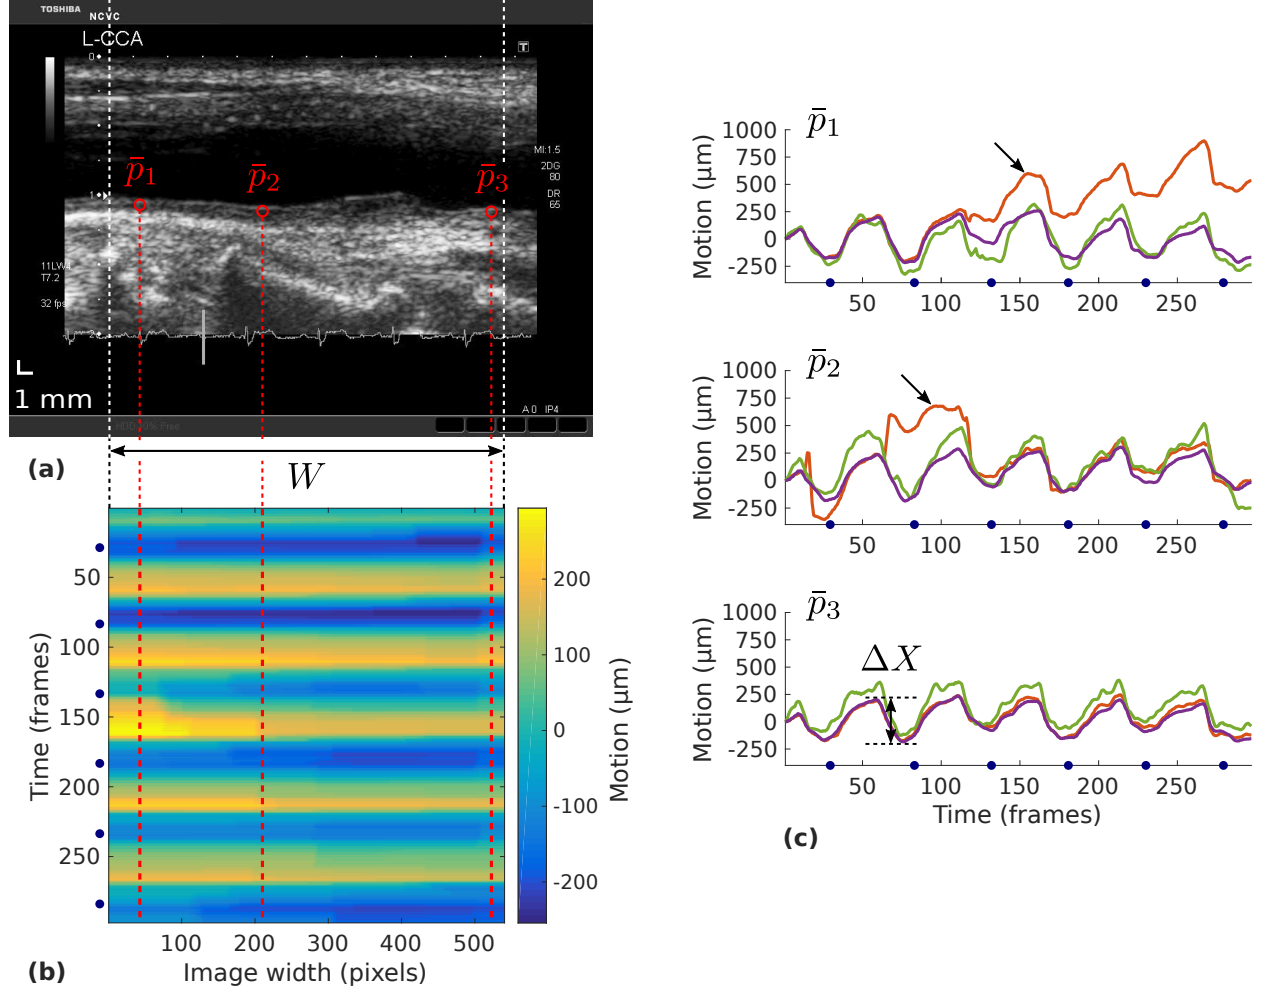 TOSHIBA
NCVC
L-CCA
T
0
MI:1.5
2DG
80
DR
65
p̄1
p̄2
p̄3
1
T7.2
32 fps
2
1 mm
A 0 IP4
(a)
W
50
100
150
200
250
Time (frames)
100
200
300
400
500
Image width (pixels)
200
100
0
-100
-200
Motion (μm)
(b)
p̄1
1000
750
500
250
0
-250
Motion (μm)
50
100
150
200
250
p̄2
1000
750
500
250
0
-250
Motion (μm)
50
100
150
200
250
p̄3
ΔX
1000
750
500
250
0
-250
Motion (μm)
50
100
150
200
250
Time (frames)
(c)